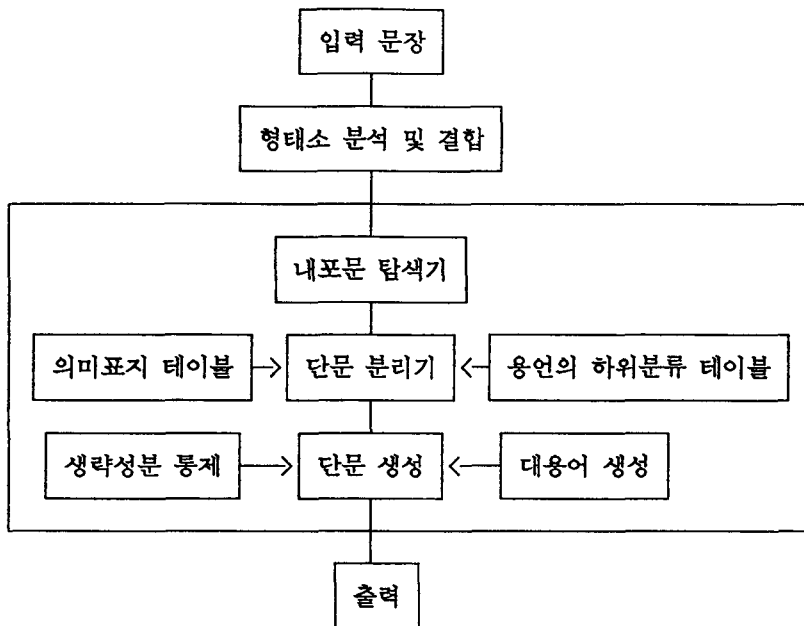 입력 문장
형태소 분석 및 결합
내포문 탐색기
의미표지 테이블
단문 분리기
용언의 하위분류 테이블
생략성분 통제
단문 생성
대용어 생성
출력